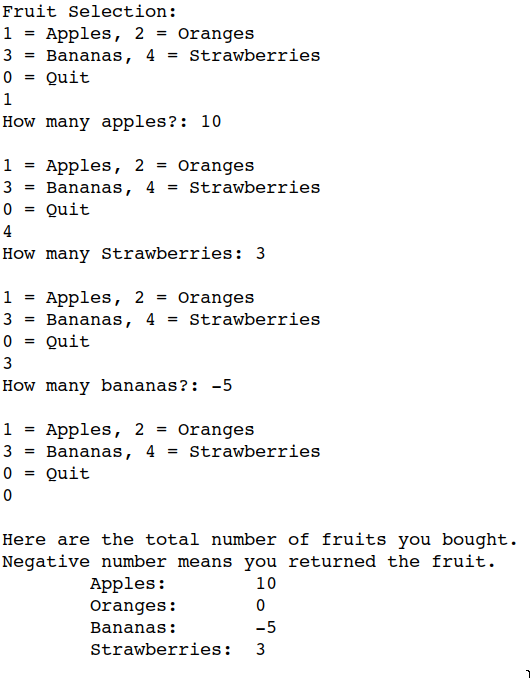 Fruit Selection:
1 = Apples, 2 = Oranges
3 = Bananas, 4 = Strawberries
0 = Quit
1
How many apples?: 10
1 = Apples, 2 = Oranges
3 = Bananas, 4 = Strawberries
0 = Quit
4
How many Strawberries: 3
1 = Apples, 2 = Oranges
3 = Bananas, 4 = Strawberries
0 = Quit
3
How many bananas?: -5
1 = Apples, 2 = Oranges
3 = Bananas, 4 = Strawberries
0 = Quit
0
Here are the total number of fruits you bought.
Negative number means you returned the fruit.
Apples: 10
Oranges: 0
Bananas: -5
Strawberries: 3